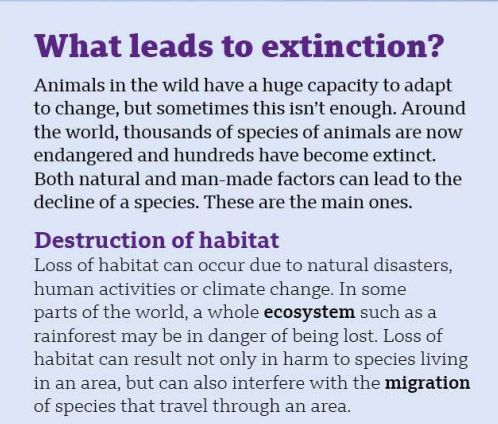 What leads to extinction?
Animals in the wild have a huge capacity to adapt
to change, but sometimes this isn't enough. Around
the world, thousands of species of animals are now
endangered and hundreds have become extinct.
Both natural and man-made factors can lead to the
decline of a species. These are the main ones.
Destruction of habitat
Loss of habitat can occur due to natural disasters,
human activities or climate change. In some
parts of the world, a whole ecosystem such as a
rainforest may be in danger of being lost. Loss of
habitat can result not only in harm to species living
in an area, but can also interfere with the migration
of species that travel through an area.